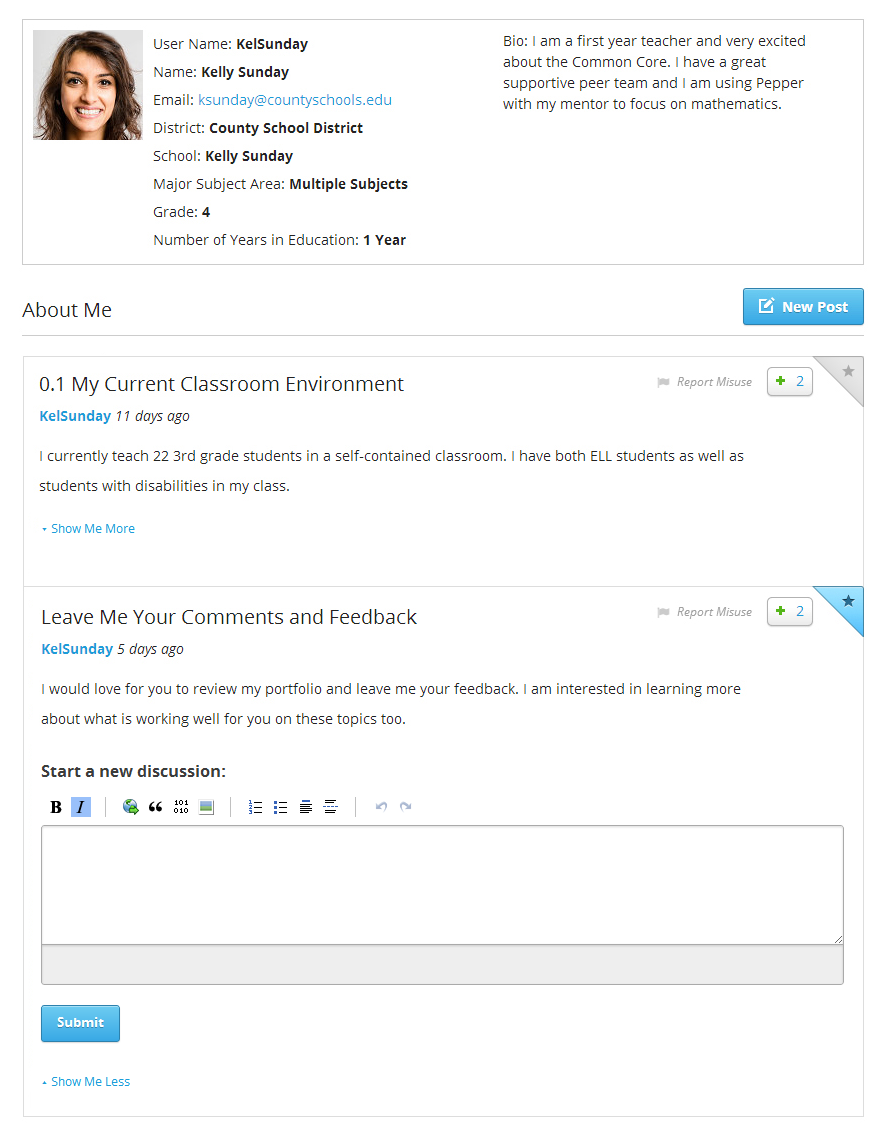 User Name: KelSunday
Name: Kelly Sunday
Email: ksunday@countyschools.edu
District: County School District
School: Kelly Sunday
Major Subject Area: Multiple Subjects
Grade: 4
Number of Years in Education: 1 Year
Bio: I am a first year teacher and very excited
about the Common Core. I have a great
supportive peer team and I am using Pepper
with my mentor to focus on mathematics.
About Me
New Post
0.1 My Current Classroom Environment
Report Misuse
+ 2
KelSunday 11 days ago
I currently teach 22 3rd grade students in a self-contained classroom. I have both ELL students as well as
students with disabilities in my class.
Show Me More
Leave Me Your Comments and Feedback
Report Misuse
+ 2
KelSunday 5 days ago
I would love for you to review my portfolio and leave me your feedback. I am interested in learning more
about what is working well for you on these topics too.
Start a new discussion:
B I
101
010
Submit
Show Me Less